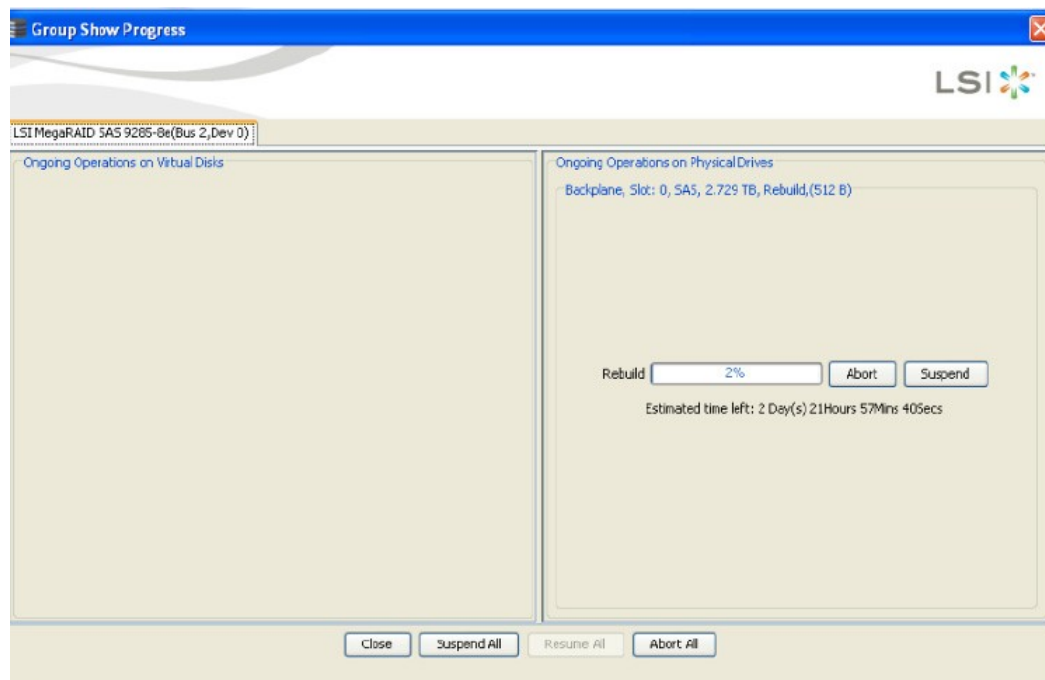 Group Show Progress
LSI
LSI MegaRAID SAS 9285-8e(Bus 2,Dev 0)
Ongoing Operations on Virtual Disks
Ongoing Operations on Physical Drives
Backplane, Slot: 0, SAS, 2.729 TB, Rebuild,(512 B)
Rebuild 2% Abort Suspend
Estimated time left: 2 Day(s) 21Hours 57Mins 40Secs
Close Suspend All Resume All Abort All